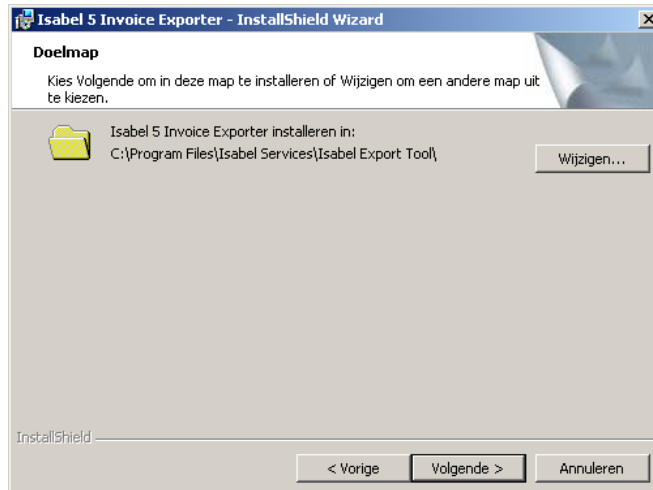 Isabel 5 Invoice Exporter - InstallShield Wizard
Doelmap
Kies Volgende om in deze map te installeren of Wijzigen om een andere map uit
te kiezen.
Isabel 5 Invoice Exporter installeren in:
C:\Program Files\Isabel Services\Isabel Export Tool\
Wijzigen...
InstallShield
< Vorige
Volgende >
Annuleren